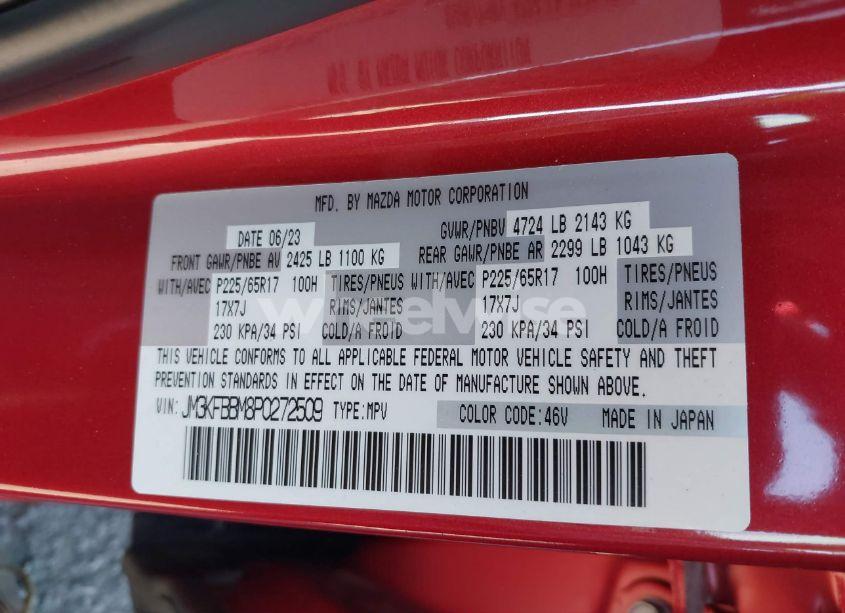 MFD. BY MAZDA MOTOR CORPORATION
DATE 06/23 GVWR/PNBV 4724 LB 2143 KG
FRONT GAWR/PNBE AV 2425 LB 1100 KG REAR GAWR/PNBE AR 2299 LB 1043 KG
WITH/AVEC P225/65R17 100H TIRES/PNEUS WITH/AVEC P225/65R17 100H TIRES/PNEUS
17X7J RIMS/JANTES 17X7J RIMS/JANTES
230 KPA/34 PSI COLD/A FROID 230 KPA/34 PSI COLD/A FROID
wheelwise
THIS VEHICLE CONFORMS TO ALL APPLICABLE FEDERAL MOTOR VEHICLE SAFETY AND THEFT
PREVENTION STANDARDS IN EFFECT ON THE DATE OF MANUFACTURE SHOWN ABOVE.
VIN: JM3KFBBM8P0272509 TYPE:MPV COLOR CODE:46V MADE IN JAPAN